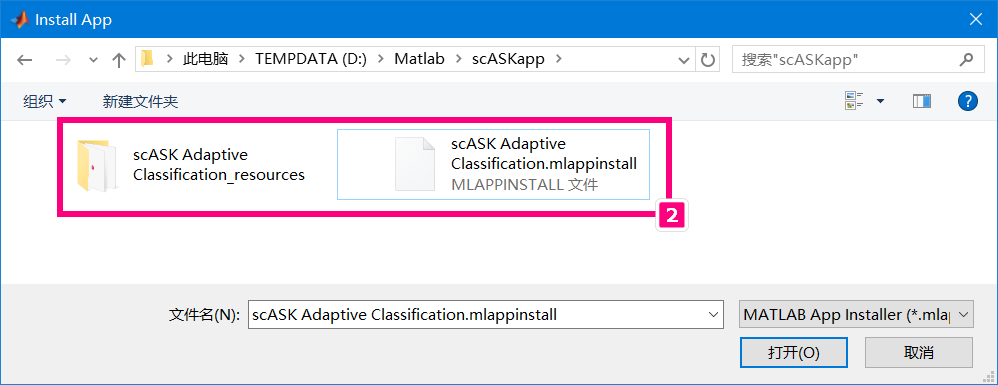 Install App
此电脑 > TEMPDATA (D:) > Matlab > scASKapp >
搜索"scASKapp"
组织
新建文件夹
scASK Adaptive
Classification_resources
scASK Adaptive
Classification.mlappinstall
MLAPPINSTALL 文件
2
文件名(N):
scASK Adaptive Classification.mlappinstall
MATLAB App Installer (*.mlap
打开(O)
取消